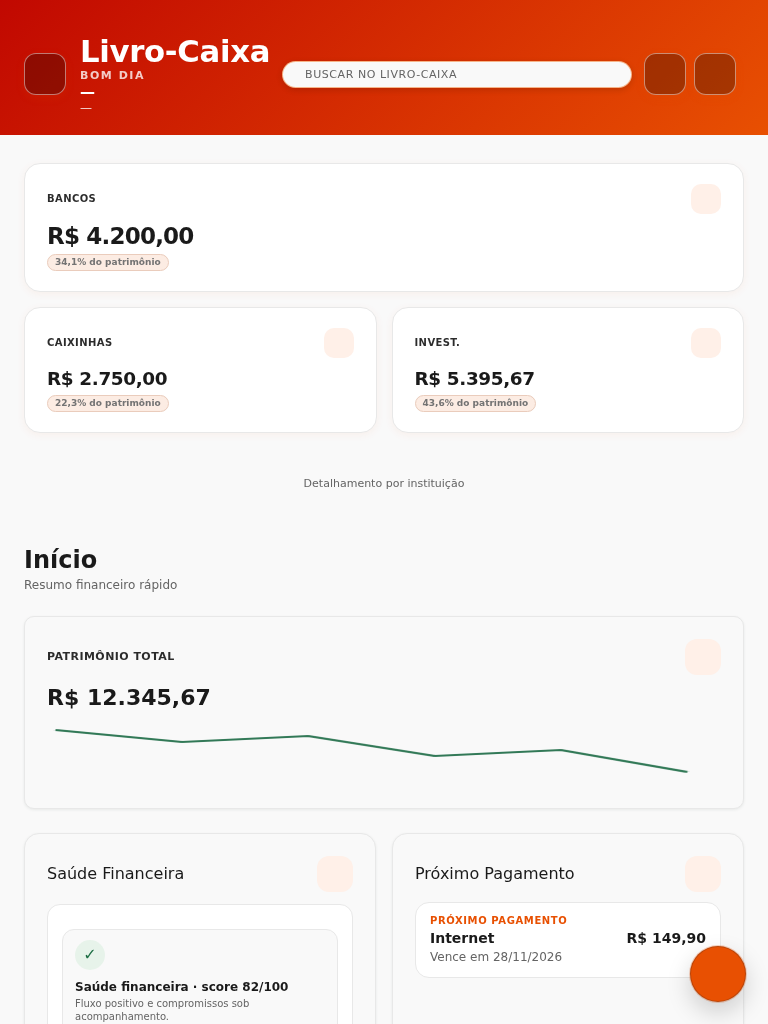 Livro-Caixa
BOM DIA
—
—
BUSCAR NO LIVRO-CAIXA
BANCOS
R$ 4.200,00
34,1% do patrimônio
CAIXINHAS
R$ 2.750,00
22,3% do patrimônio
INVEST.
R$ 5.395,67
43,6% do patrimônio
Detalhamento por instituição
Início
Resumo financeiro rápido
PATRIMÔNIO TOTAL
R$ 12.345,67
Saúde Financeira
✓
Saúde financeira · score 82/100
Fluxo positivo e compromissos sob
acompanhamento.
Próximo Pagamento
PRÓXIMO PAGAMENTO
Internet R$ 149,90
Vence em 28/11/2026